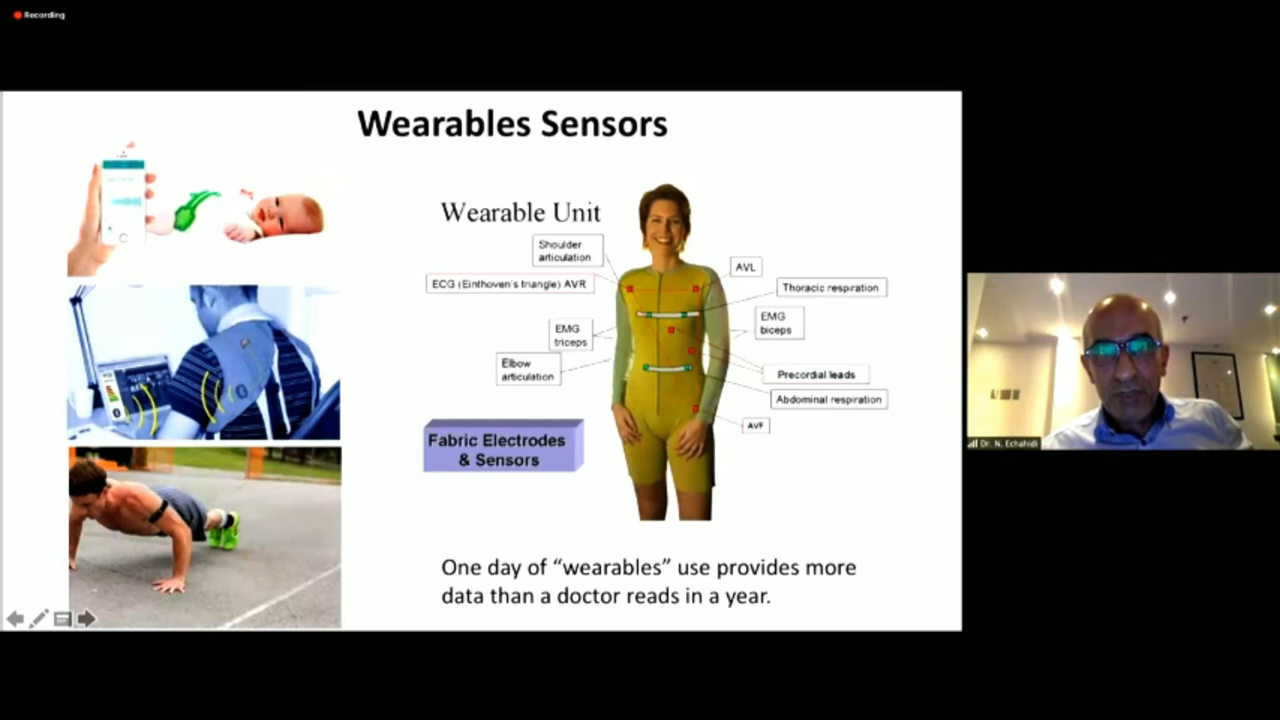 Recording
Wearables Sensors
Wearable Unit
Shoulder
articulation
AVL
ECG (Einthoven's triangle) AVR
Thoracic respiration
EMG
triceps
EMG
biceps
Elbow
articulation
Precordial leads
Abdominal respiration
AVF
Fabric Electrodes
& Sensors
One day of “wearables” use provides more
data than a doctor reads in a year.
Dr. N. Echahidi